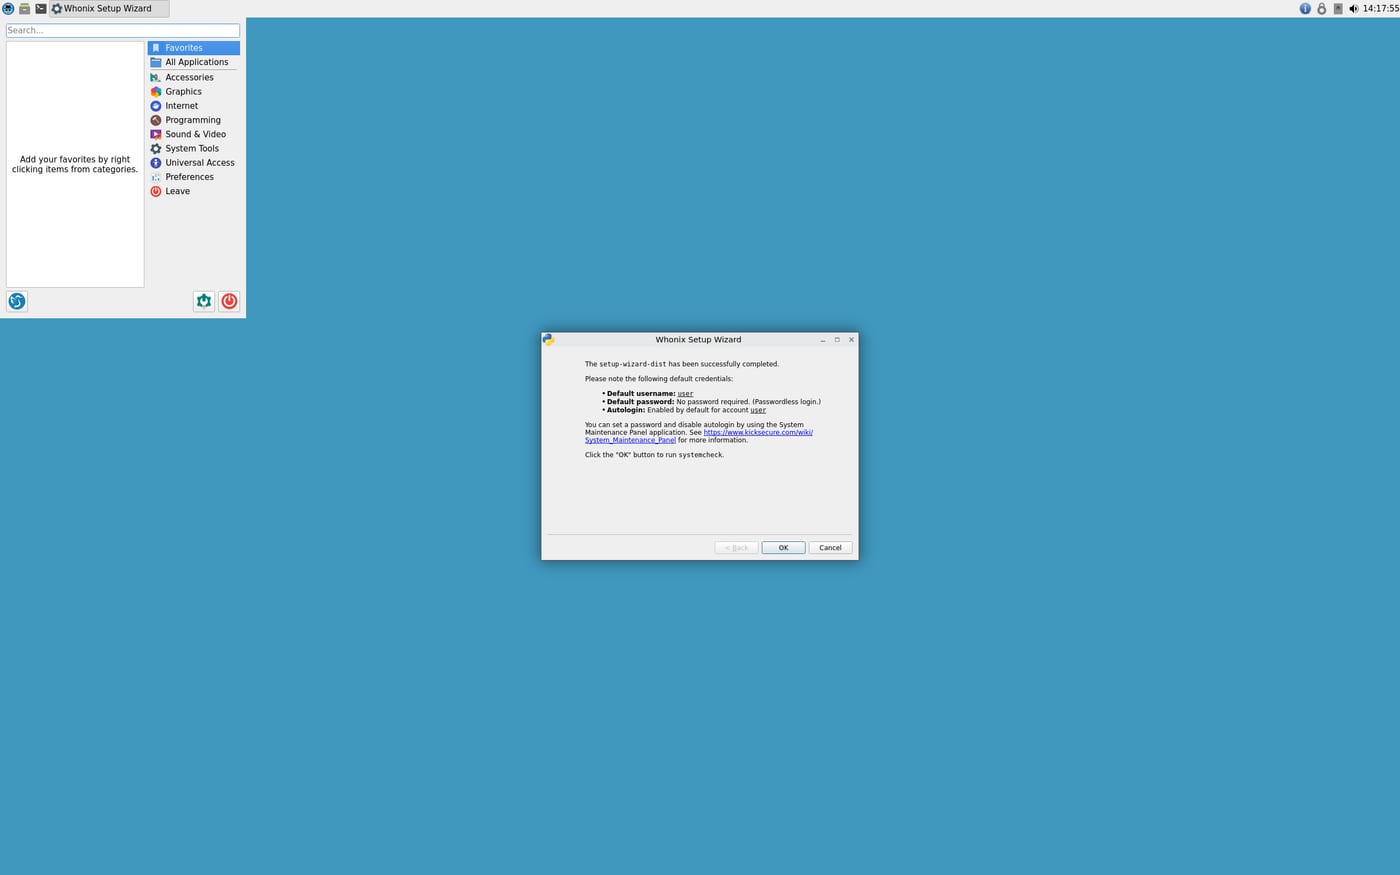 Whonix Setup Wizard
14:17:55
Search...
Add your favorites by right
clicking items from categories.
Favorites
All Applications
Accessories
Graphics
Internet
Programming
Sound & Video
System Tools
Universal Access
Preferences
Leave
Whonix Setup Wizard
The setup-wizard-dist has been successfully completed.
Please note the following default credentials:
• Default username: user
• Default password: No password required. (Passwordless login.)
• Autologin: Enabled by default for account user
You can set a password and disable autologin by using the System
Maintenance Panel application. See https://www.kicksecure.com/wiki/
System_Maintenance_Panel for more information.
Click the "OK" button to run systemcheck.
< Back
OK
Cancel